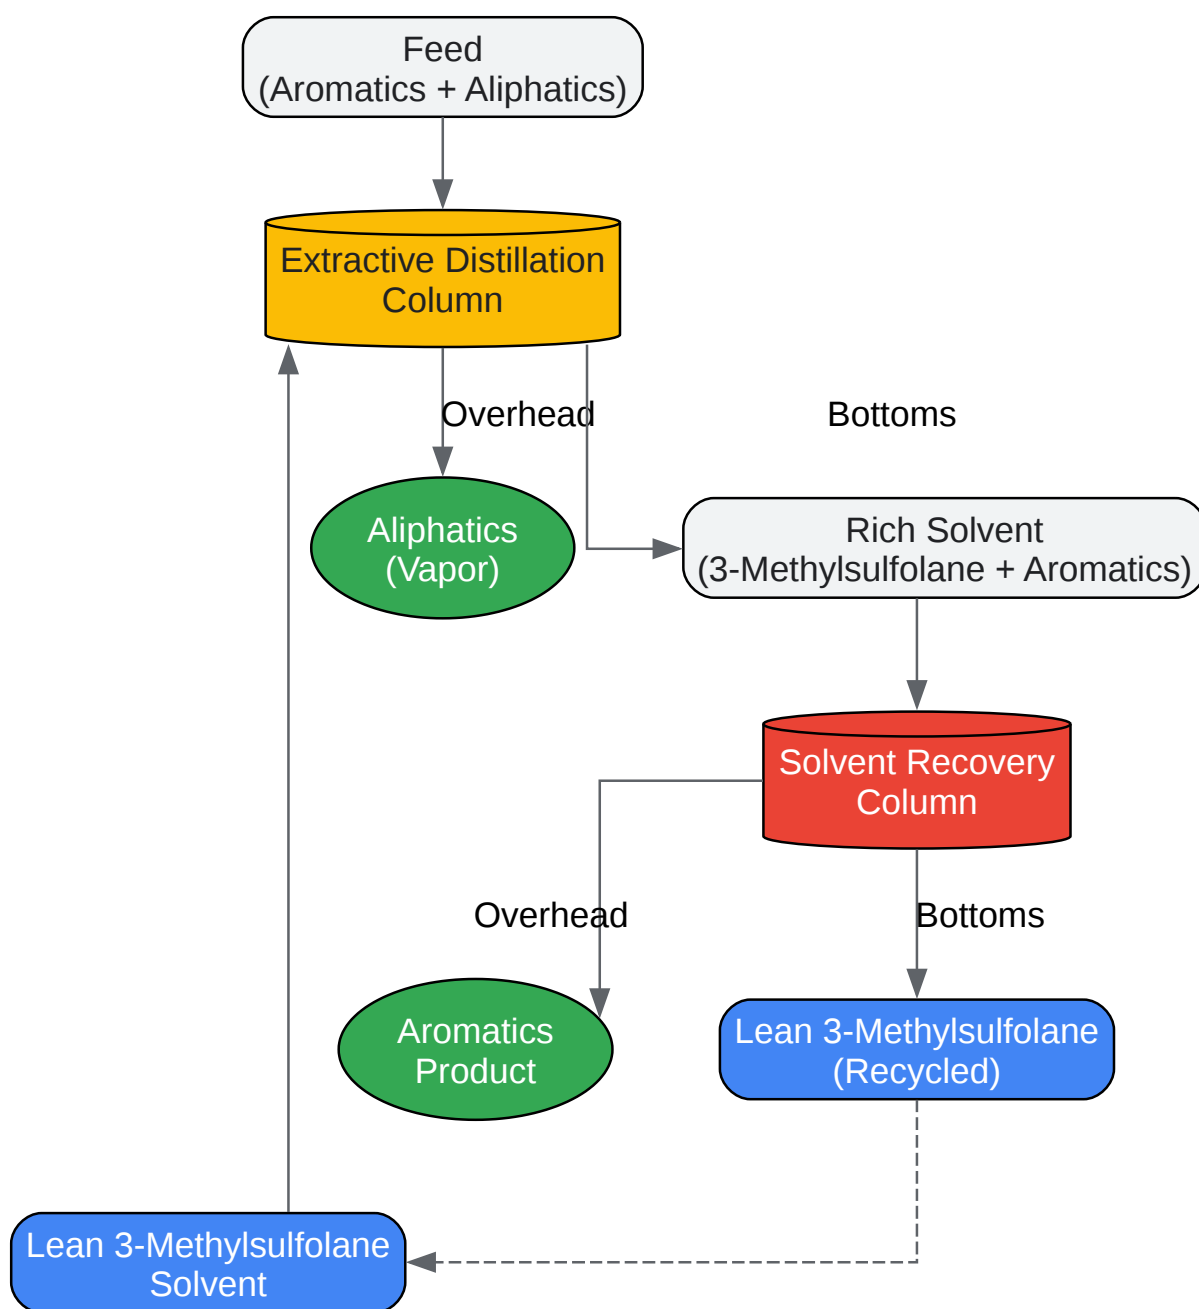 Feed
(Aromatics + Aliphatics)
Extractive Distillation
Column
Overhead
Bottoms
Aliphatics
(Vapor)
Rich Solvent
(3-Methylsulfolane + Aromatics)
Solvent Recovery
Column
Overhead
Bottoms
Aromatics
Product
Lean 3-Methylsulfolane
(Recycled)
Lean 3-Methylsulfolane
Solvent